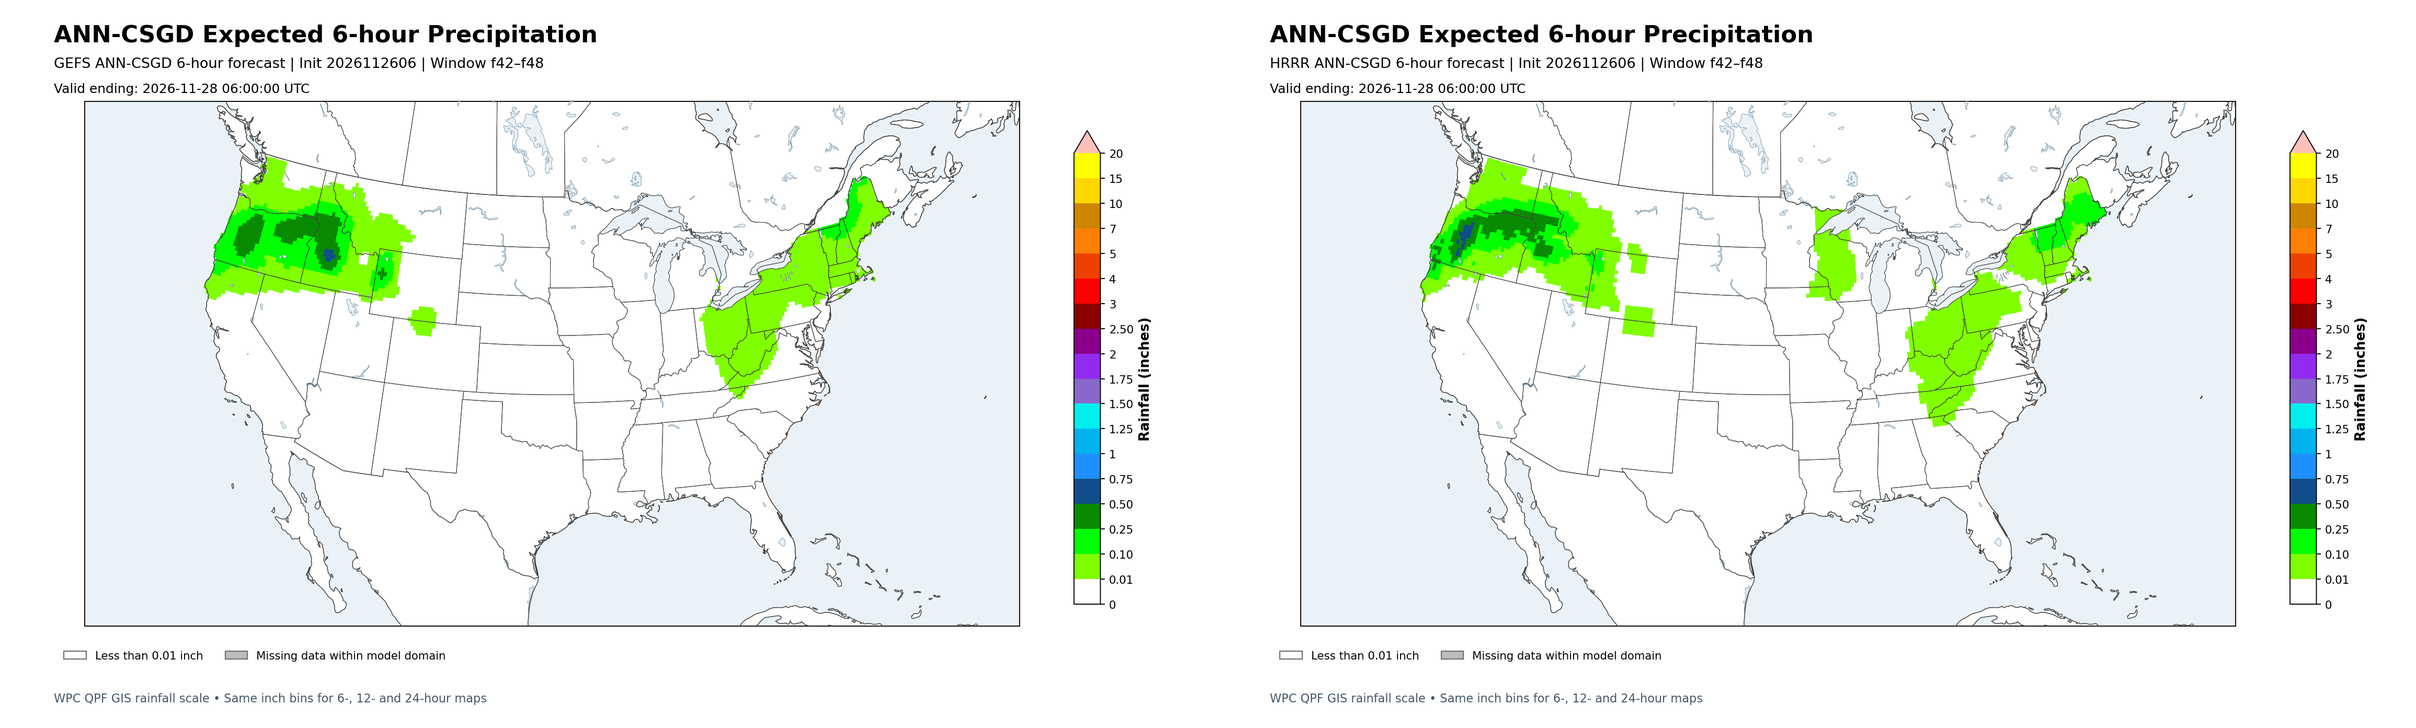 ANN-CSGD Expected 6-hour Precipitation
GEFS ANN-CSGD 6-hour forecast | Init 2026112606 | Window f42–f48
Valid ending: 2026-11-28 06:00:00 UTC
20
15
10
7
5
4
3
2.50
2
1.75
1.50
1.25
1
0.75
0.50
0.25
0.10
0.01
0
Rainfall (inches)
Less than 0.01 inch
Missing data within model domain
WPC QPF GIS rainfall scale • Same inch bins for 6-, 12- and 24-hour maps
ANN-CSGD Expected 6-hour Precipitation
HRRR ANN-CSGD 6-hour forecast | Init 2026112606 | Window f42–f48
Valid ending: 2026-11-28 06:00:00 UTC
20
15
10
7
5
4
3
2.50
2
1.75
1.50
1.25
1
0.75
0.50
0.25
0.10
0.01
0
Rainfall (inches)
Less than 0.01 inch
Missing data within model domain
WPC QPF GIS rainfall scale • Same inch bins for 6-, 12- and 24-hour maps